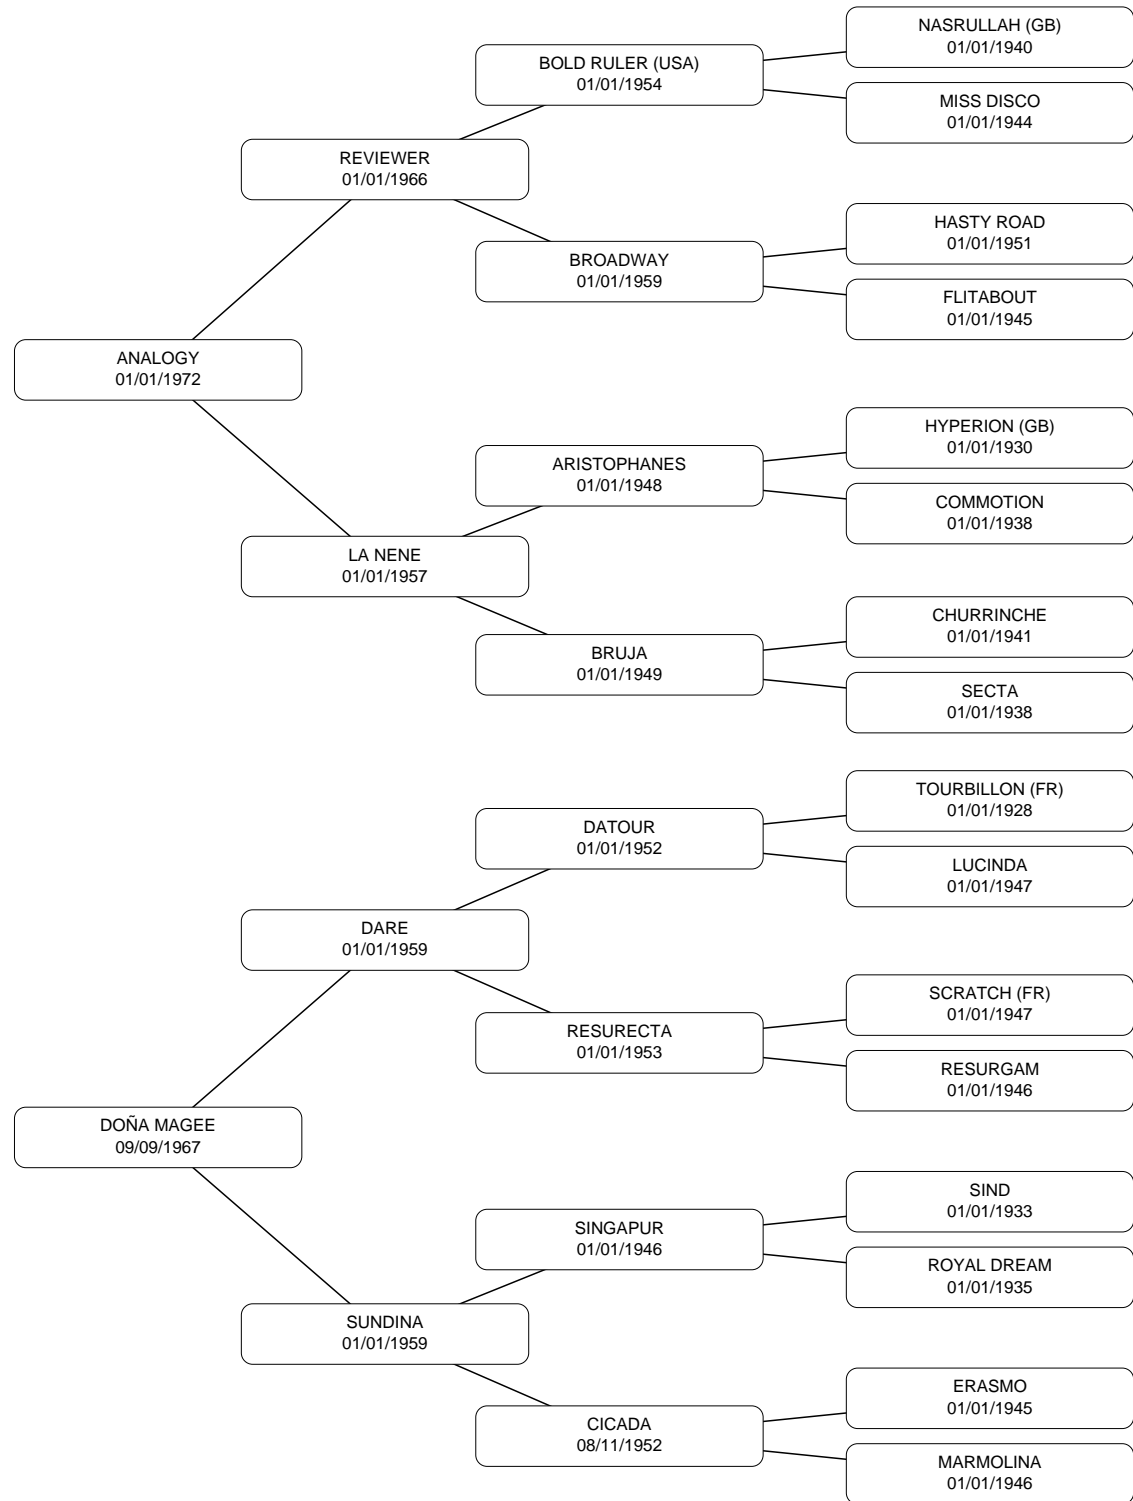 NASRULLAH (GB)
01/01/1940
BOLD RULER (USA)
01/01/1954
MISS DISCO
01/01/1944
REVIEWER
01/01/1966
HASTY ROAD
01/01/1951
BROADWAY
01/01/1959
FLITABOUT
01/01/1945
ANALOGY
01/01/1972
HYPERION (GB)
01/01/1930
ARISTOPHANES
01/01/1948
COMMOTION
01/01/1938
LA NENE
01/01/1957
CHURRINCHE
01/01/1941
BRUJA
01/01/1949
SECTA
01/01/1938
TOURBILLON (FR)
01/01/1928
DATOUR
01/01/1952
LUCINDA
01/01/1947
DARE
01/01/1959
SCRATCH (FR)
01/01/1947
RESURECTA
01/01/1953
RESURGAM
01/01/1946
DOÑA MAGEE
09/09/1967
SIND
01/01/1933
SINGAPUR
01/01/1946
ROYAL DREAM
01/01/1935
SUNDINA
01/01/1959
ERASMO
01/01/1945
CICADA
08/11/1952
MARMOLINA
01/01/1946